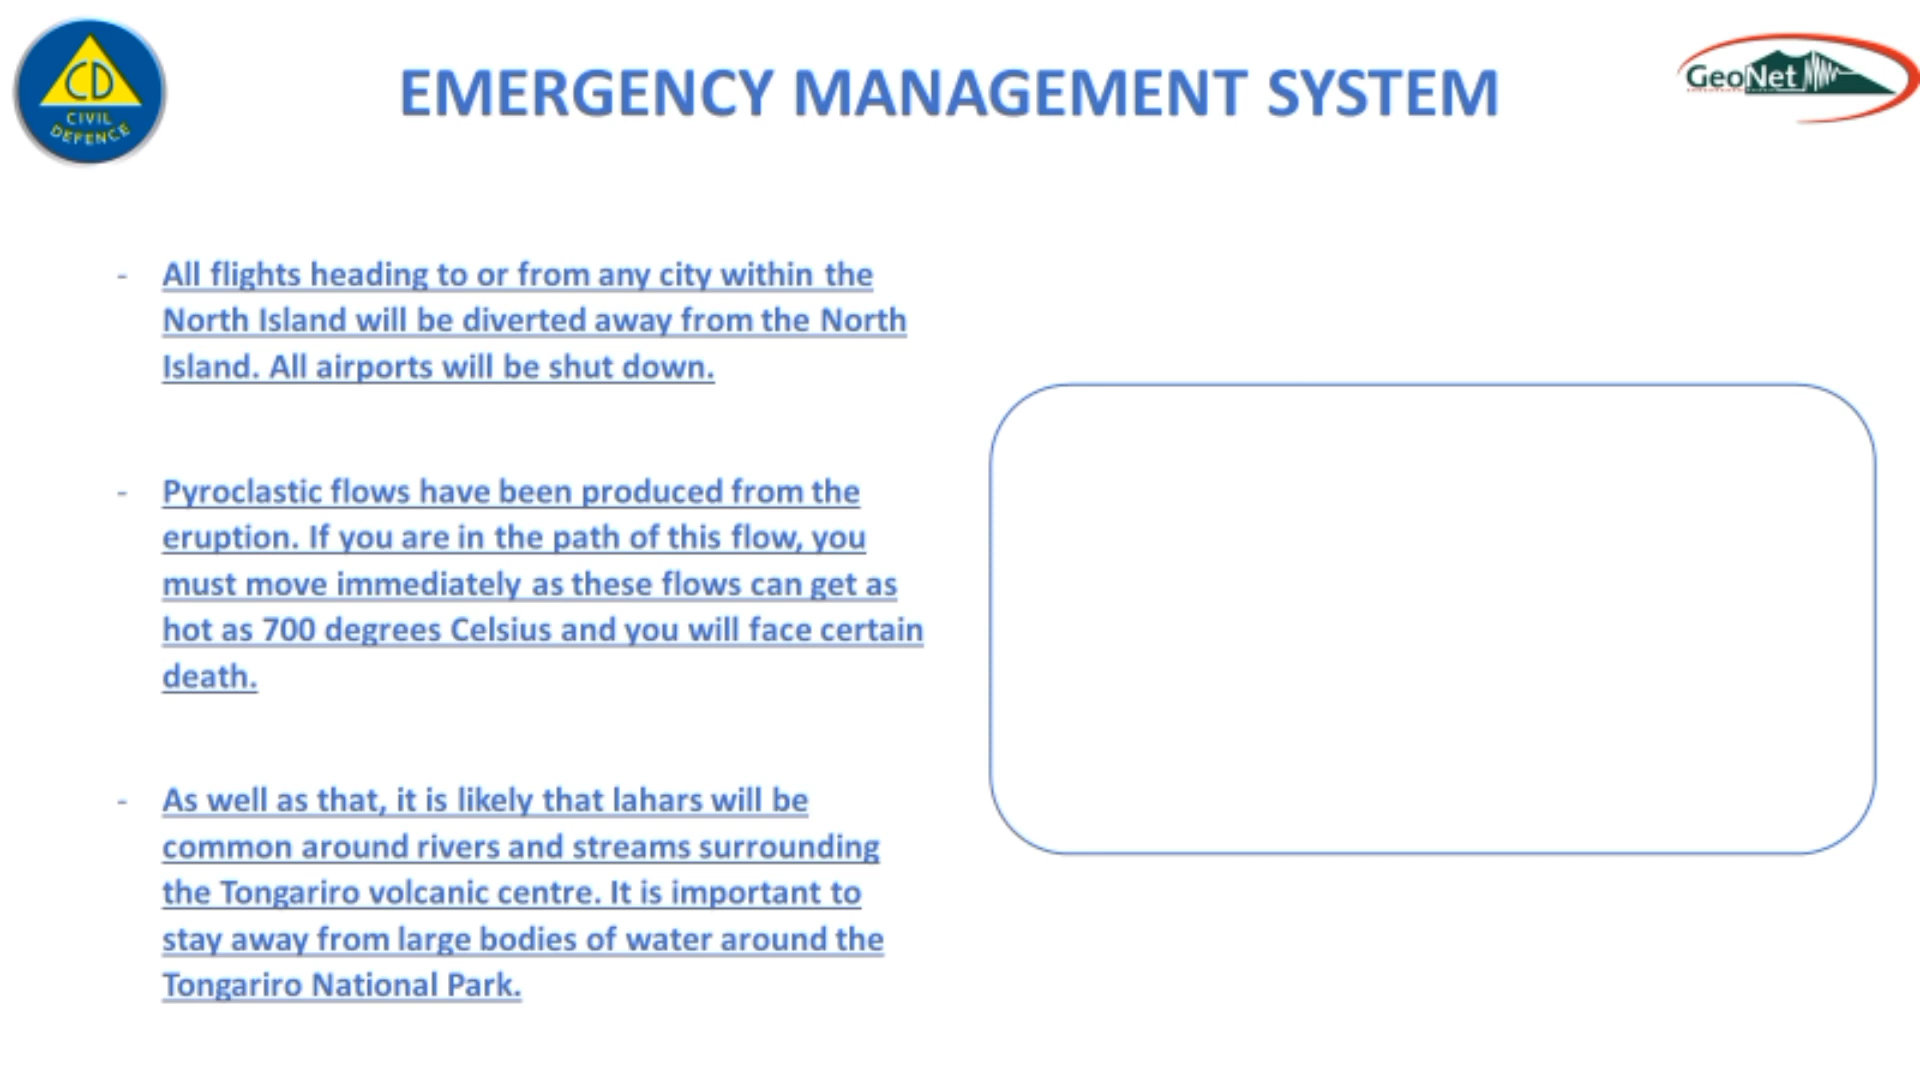 CD
CIVIL
DEFENCE
EMERGENCY MANAGEMENT SYSTEM
GeoNet
- All flights heading to or from any city within the
North Island will be diverted away from the North
Island. All airports will be shut down.
- Pyroclastic flows have been produced from the
eruption. If you are in the path of this flow, you
must move immediately as these flows can get as
hot as 700 degrees Celsius and you will face certain
death.
- As well as that, it is likely that lahars will be
common around rivers and streams surrounding
the Tongariro volcanic centre. It is important to
stay away from large bodies of water around the
Tongariro National Park.